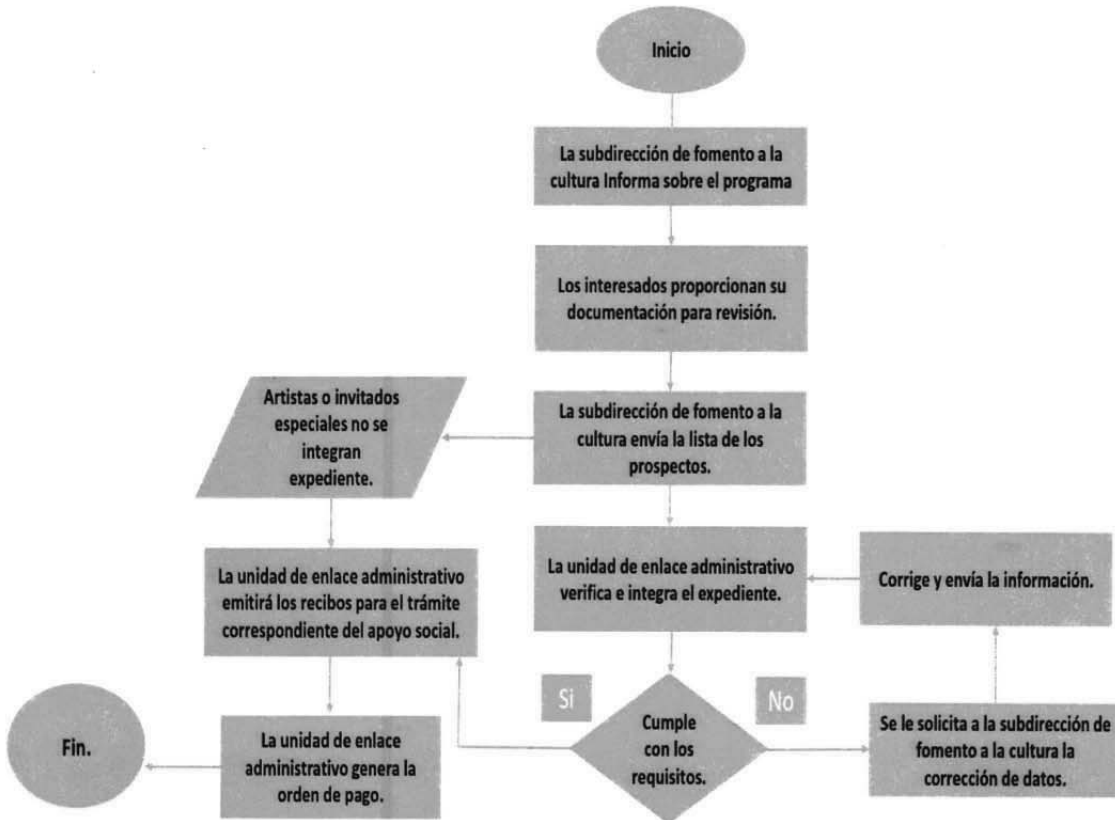 Inicio
La subdirección de fomento a la
cultura Informa sobre el programa
Los interesados proporcionan su
documentación para revisión.
Artistas o invitados
especiales no se
integran
expediente.
La subdirección de fomento a la
cultura envía la lista de los
prospectos.
La unidad de enlace administrativo
emitirá los recibos para el trámite
correspondiente del apoyo social.
La unidad de enlace administrativo
verifica e integra el expediente.
Corrige y envía la información.
Si
No
Cumple
con los
requisitos.
Se le solicita a la subdirección de
fomento a la cultura la
corrección de datos.
La unidad de enlace
administrativo genera la
orden de pago.
Fin.